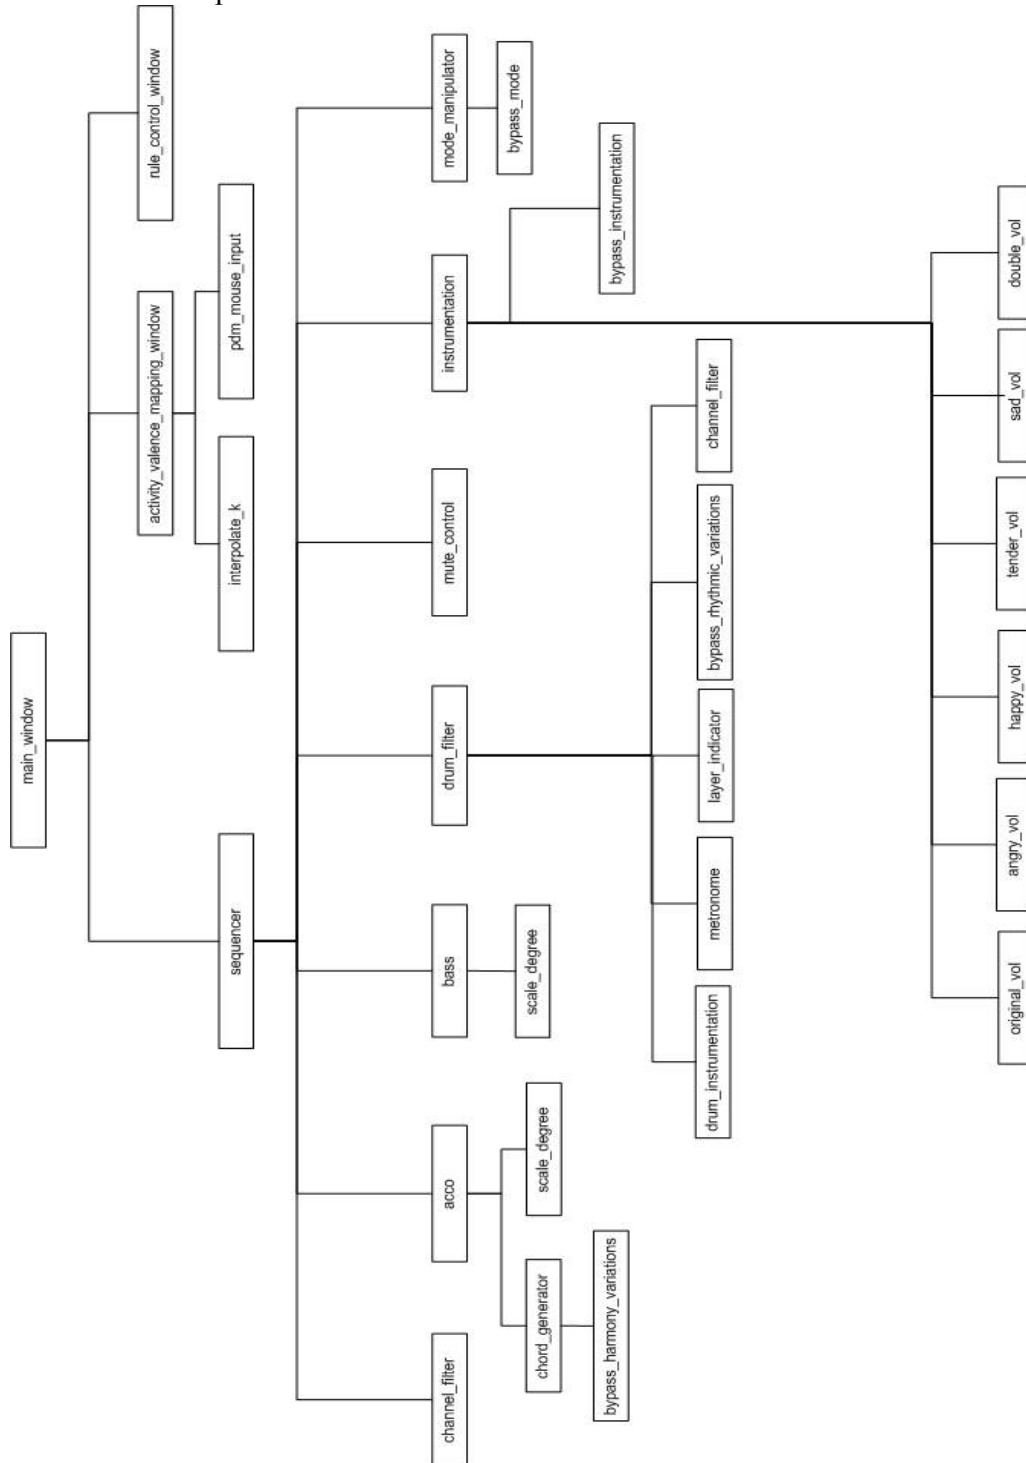 main_window
rule_control_window
activity_valence_mapping_window
sequencer
interpolate_k
pdm_mouse_input
channel_filter
acco
bass
drum_filter
mute_control
instrumentation
mode_manipulator
chord_generator
scale_degree
scale_degree
bypass_mode
bypass_harmony_variations
bypass_instrumentation
drum_instrumentation
metronome
layer_indicator
bypass_rhythmic_variations
channel_filter
original_vol
angry_vol
happy_vol
tender_vol
sad_vol
double_vol